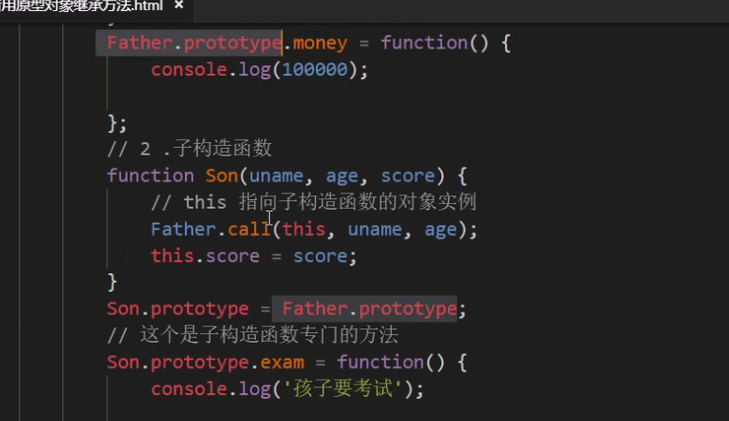 用原型对象继承方法.html ×
Father.prototype.money = function() {
console.log(100000);
};
// 2 .子构造函数
function Son(uname, age, score) {
// this 指向子构造函数的对象实例
Father.call(this, uname, age);
this.score = score;
}
Son.prototype = Father.prototype;
// 这个是子构造函数专门的方法
Son.prototype.exam = function() {
console.log('孩子要考试');